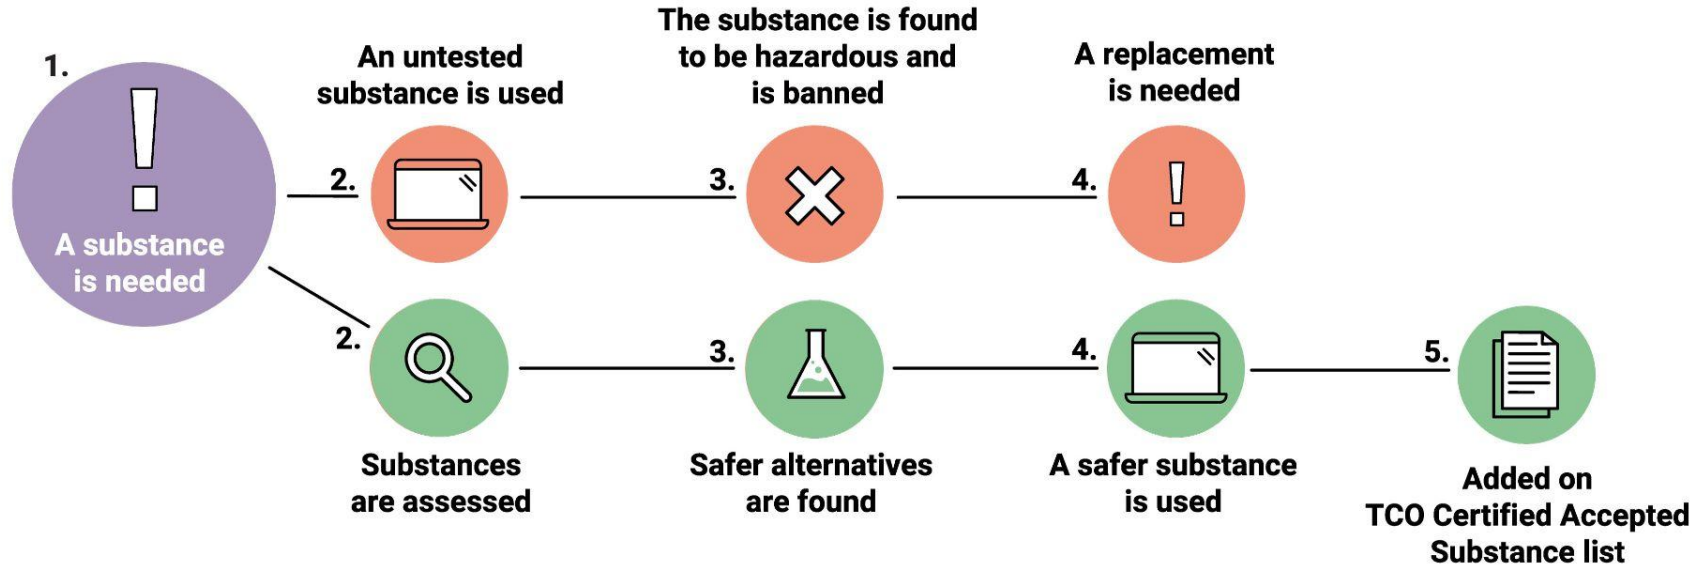 1.
A substance
is needed
2.
An untested
substance is used
3.
The substance is found
to be hazardous and
is banned
4.
A replacement
is needed
2.
Substances
are assessed
3.
Safer alternatives
are found
4.
A safer substance
is used
5.
Added on
TCO Certified Accepted
Substance list